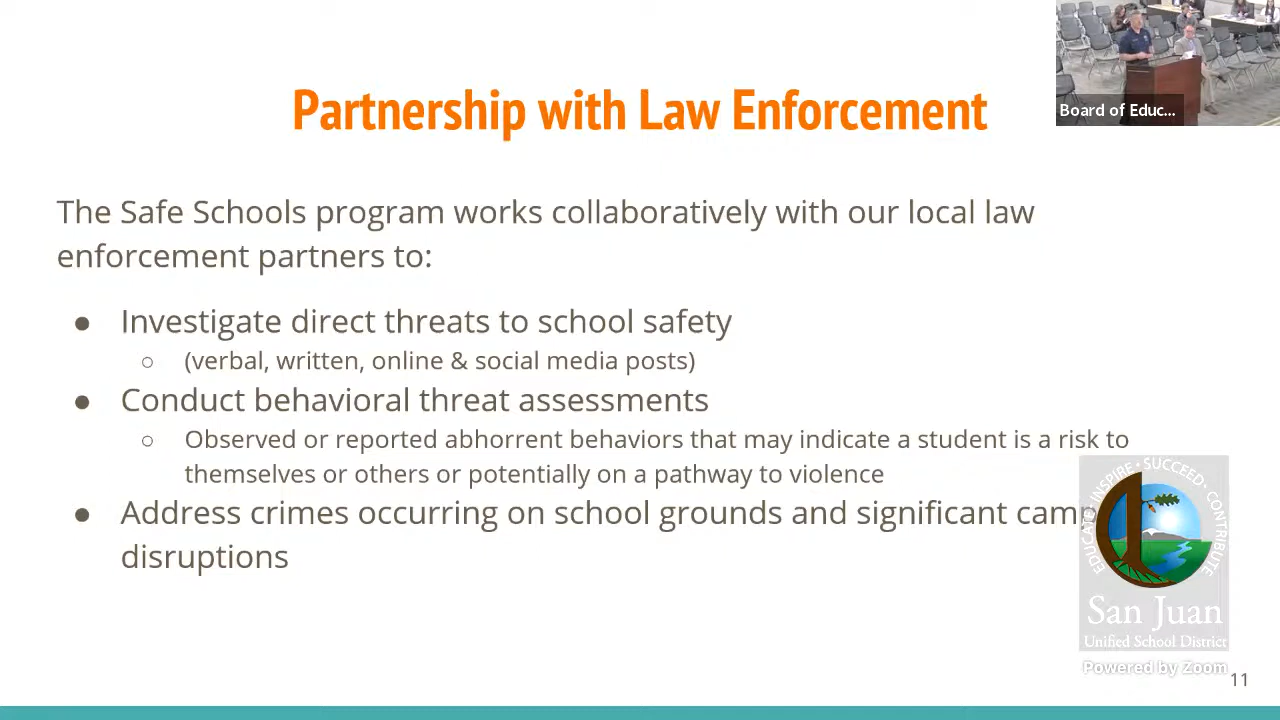 Partnership with Law Enforcement
Board of Educ...
The Safe Schools program works collaboratively with our local law
enforcement partners to:
● Investigate direct threats to school safety
○ (verbal, written, online & social media posts)
● Conduct behavioral threat assessments
○ Observed or reported abhorrent behaviors that may indicate a student is a risk to
themselves or others or potentially on a pathway to violence
● Address crimes occurring on school grounds and significant camp
disruptions
EDUCATE · INSPIRE · SUCCEED · CONTRIBUTE
San Juan
Unified School District
Powered by Zoom
11